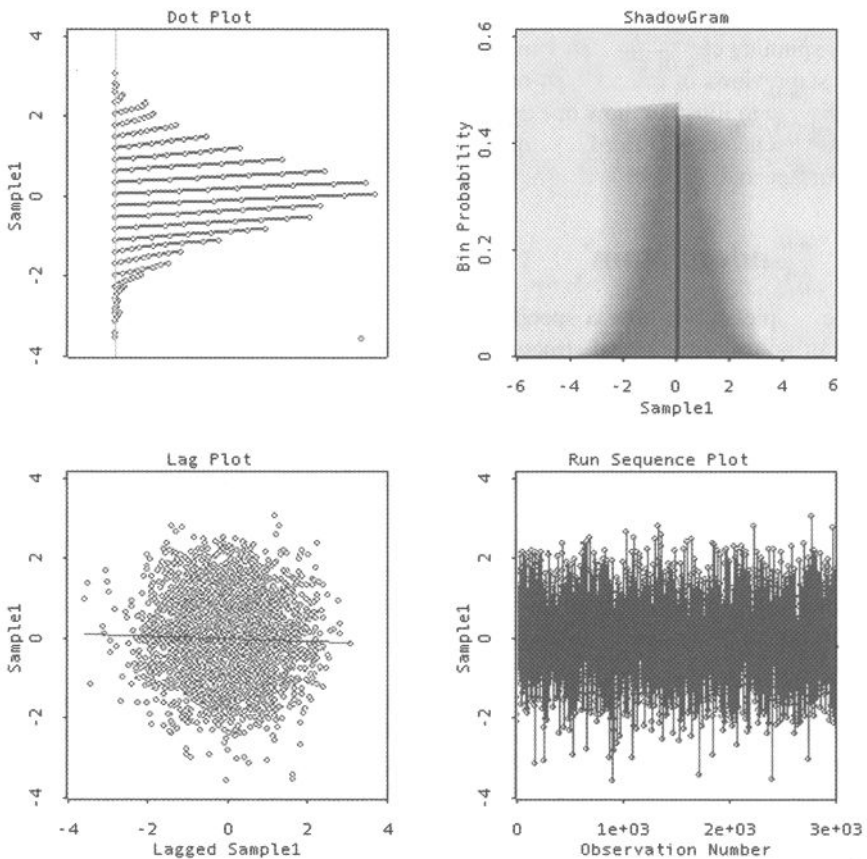 Dot Plot
4
2
0
-2
-4
Sample1
ShadowGram
0.6
0.4
0.2
0
Bin Probability
-6 -4 -2 0 2 4 6
Sample1
Lag Plot
4
2
0
-2
-4
Sample1
-4 -2 0 2 4
Lagged Sample1
Run Sequence Plot
4
2
0
-2
-4
Sample1
0 1e+03 2e+03 3e+03
Observation Number